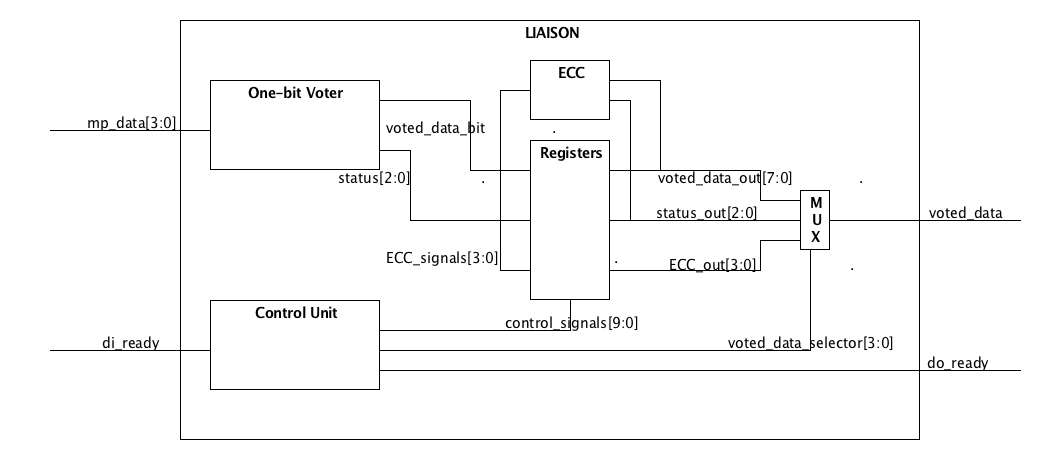 LIAISON
ECC
One-bit Voter
mp_data[3:0]
voted_data_bit
Registers
status[2:0]
voted_data_out[7:0]
M
U
X
status_out[2:0]
voted_data
ECC_signals[3:0]
ECC_out[3:0]
Control Unit
control_signals[9:0]
di_ready
voted_data_selector[3:0]
do_ready